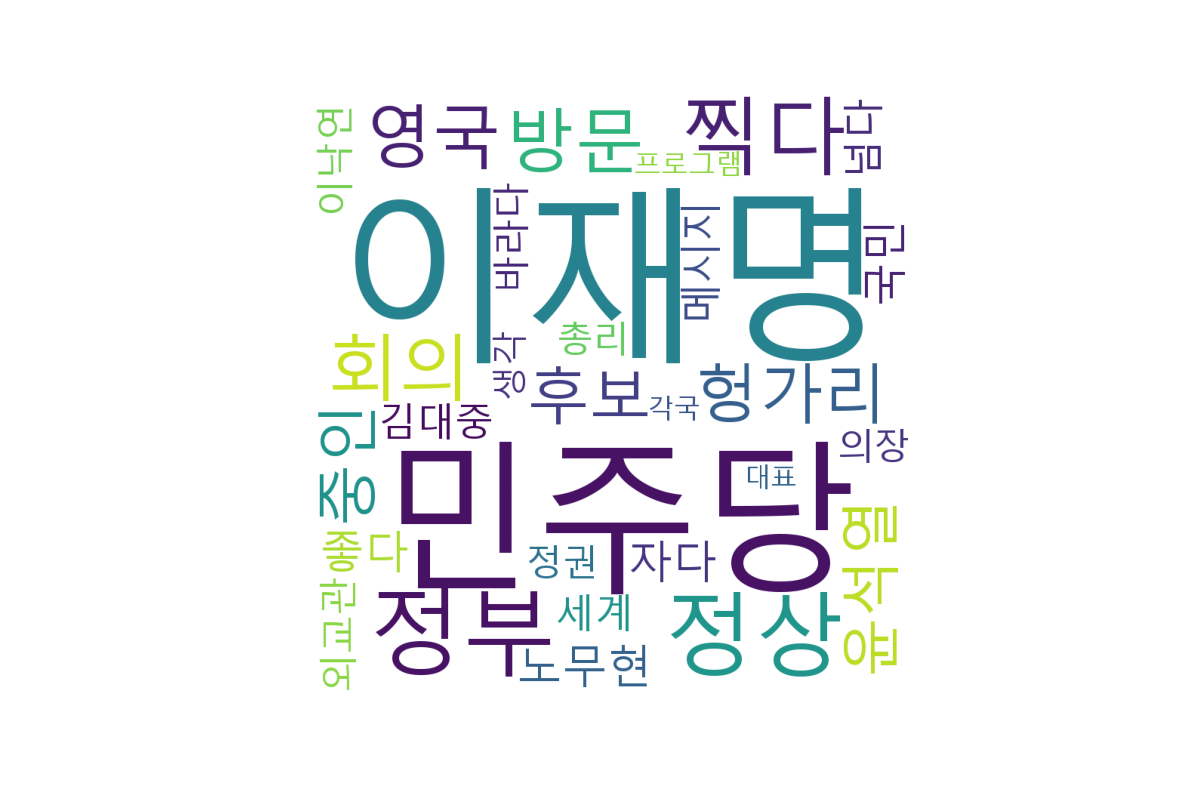 이낙연
영국
방문
찍다
넘다
프로그램
이재명
바라다
메시지
국민
회의
생각
총리
후보
각국
헝가리
김대중
종인
민주당
대표
의장
좋다
정권
자다
윤석열
외교관
정부
세계
정상
노무현